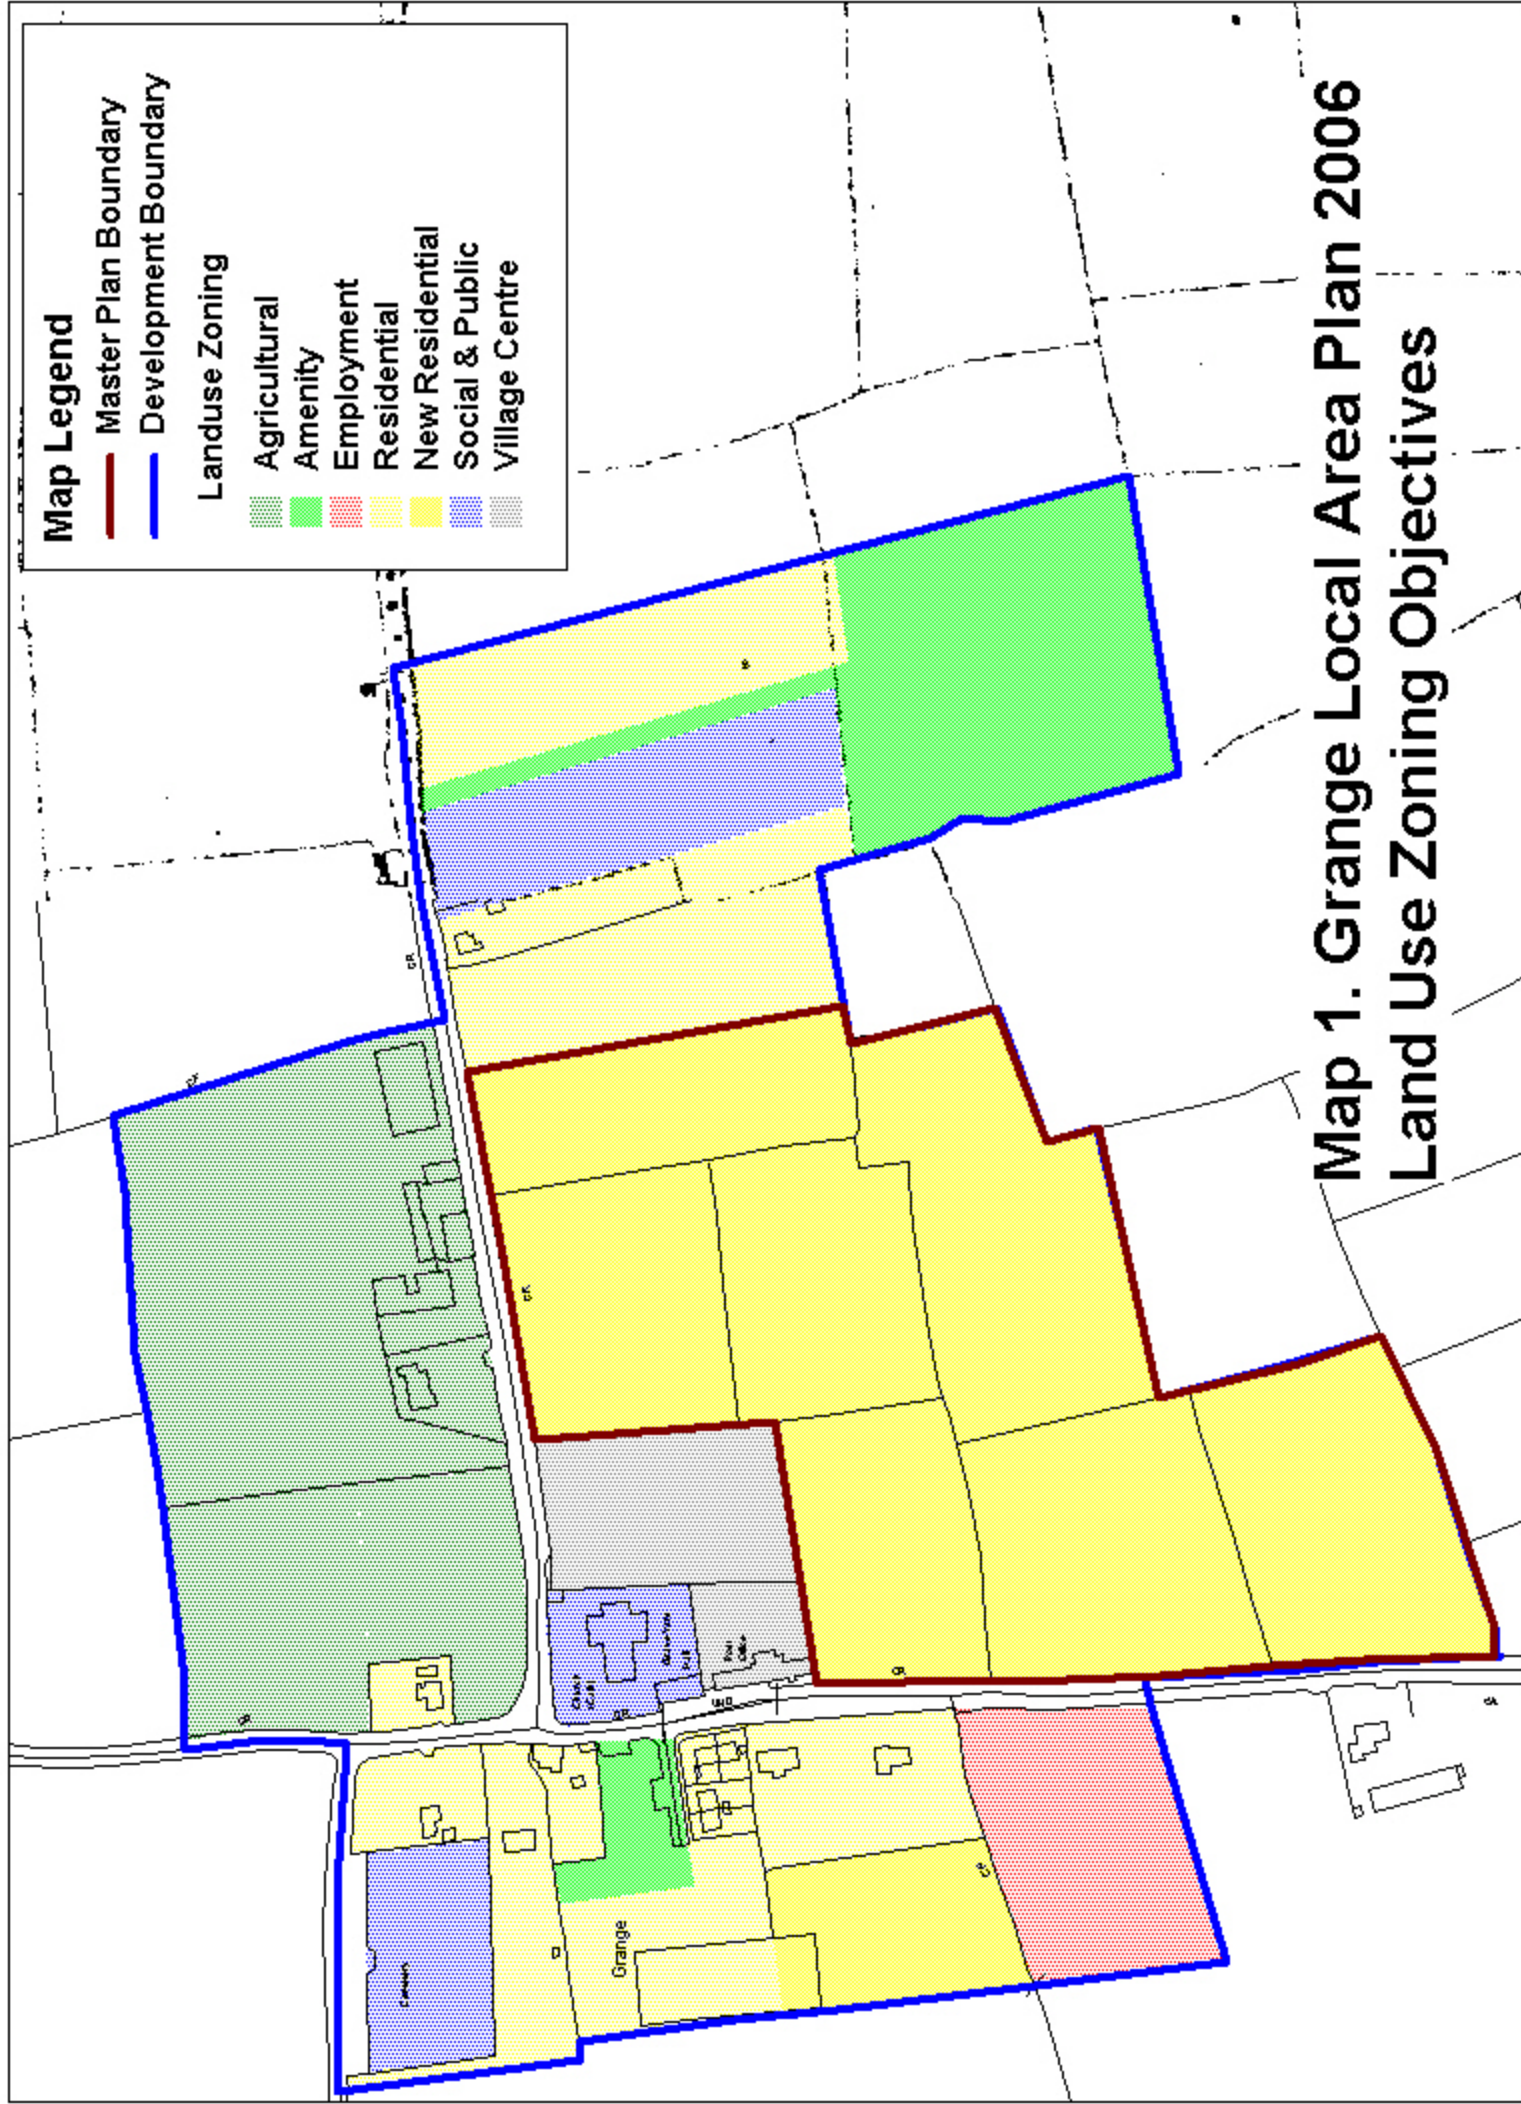 Map Legend
Master Plan Boundary
Development Boundary
Landuse Zoning
Agricultural
Amenity
Employment
Residential
New Residential
Social & Public
Village Centre
Grange
Map 1. Grange Local Area Plan 2006
Land Use Zoning Objectives